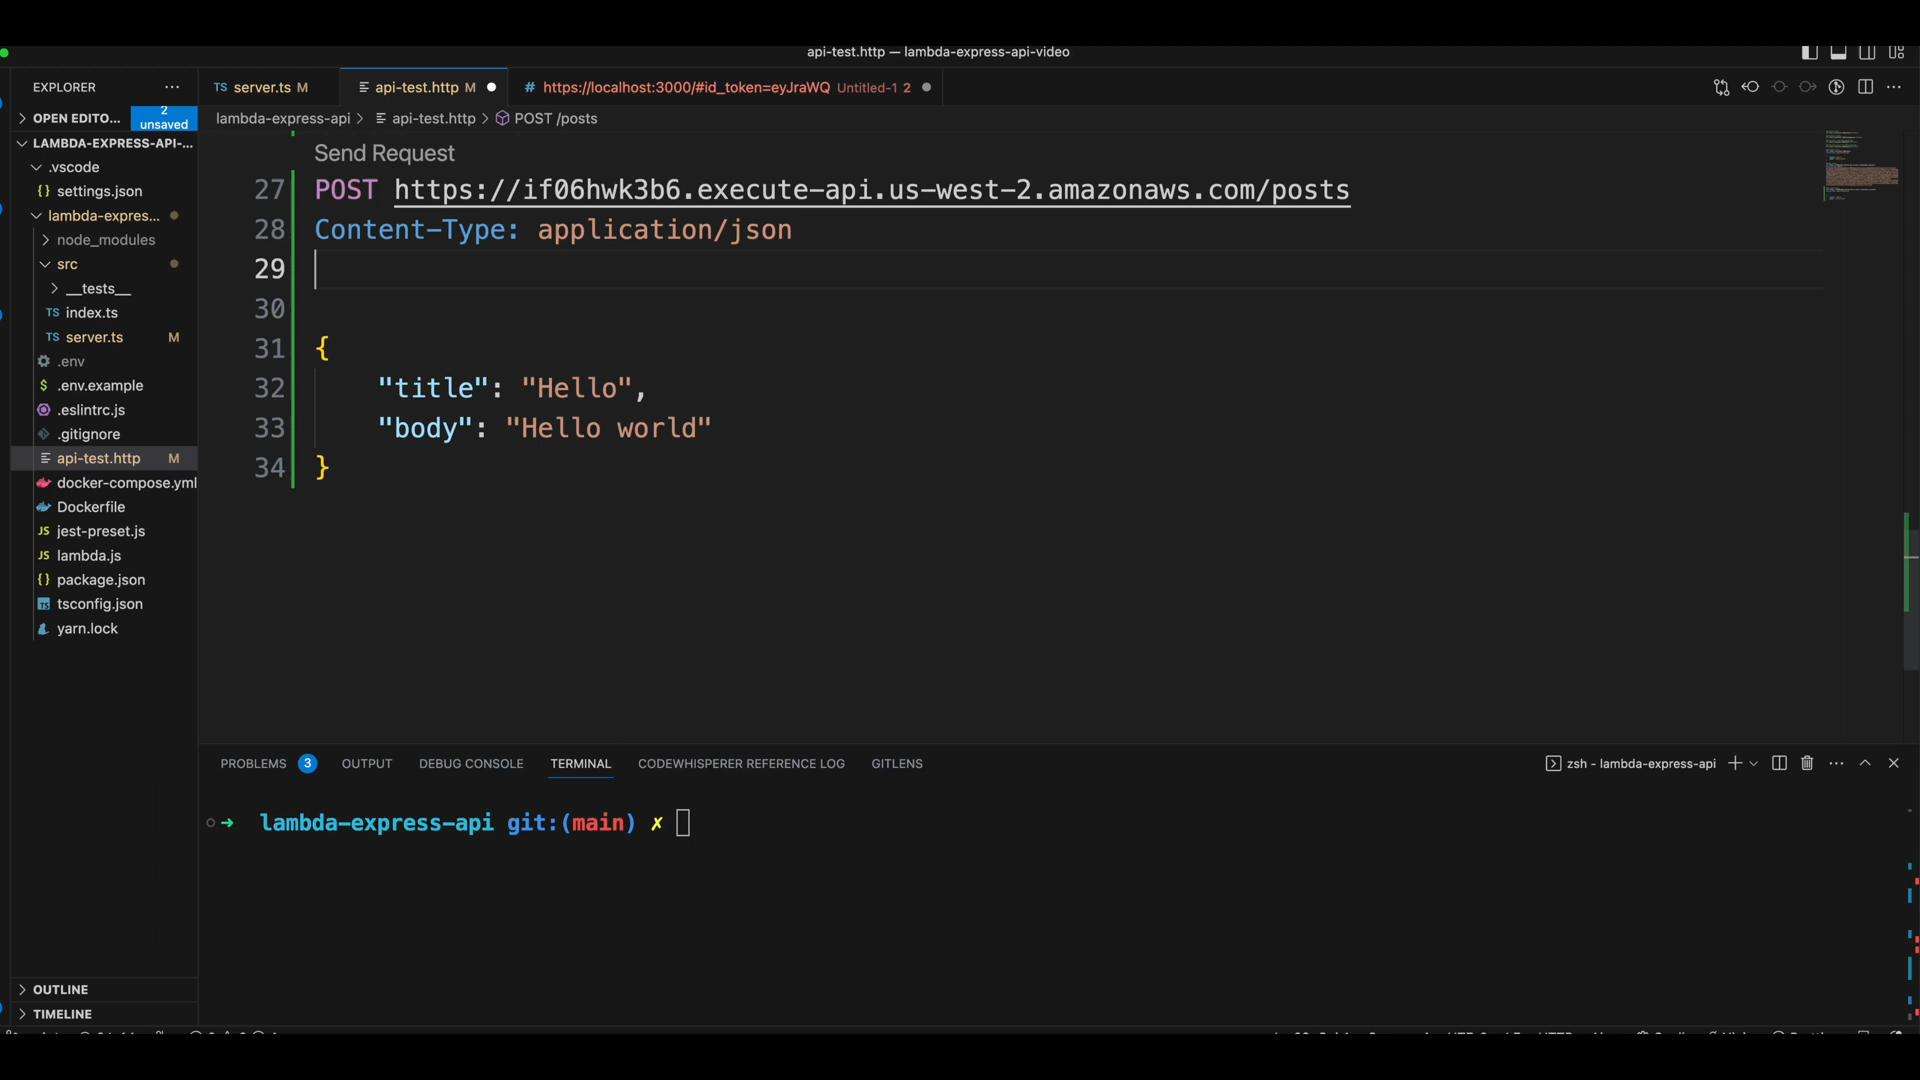 api-test.http — lambda-express-api-video
EXPLORER
TS server.ts M
api-test.http M
# https://localhost:3000/#id_token=eyJraWQ Untitled-1 2
OPEN EDITO... 2 unsaved
lambda-express-api > api-test.http > POST /posts
LAMBDA-EXPRESS-API-...
.vscode
{} settings.json
lambda-expres...
node_modules
src
__tests__
TS index.ts
TS server.ts M
.env
$ .env.example
.eslintrc.js
.gitignore
api-test.http M
docker-compose.yml
Dockerfile
JS jest-preset.js
JS lambda.js
{} package.json
TS tsconfig.json
yarn.lock
OUTLINE
TIMELINE
Send Request
27 POST https://if06hwk3b6.execute-api.us-west-2.amazonaws.com/posts
28 Content-Type: application/json
29
30
31 {
32 "title": "Hello",
33 "body": "Hello world"
34 }
PROBLEMS 3 OUTPUT DEBUG CONSOLE TERMINAL CODEWHISPERER REFERENCE LOG GITLENS
zsh - lambda-express-api
➜ lambda-express-api git:(main) ✗